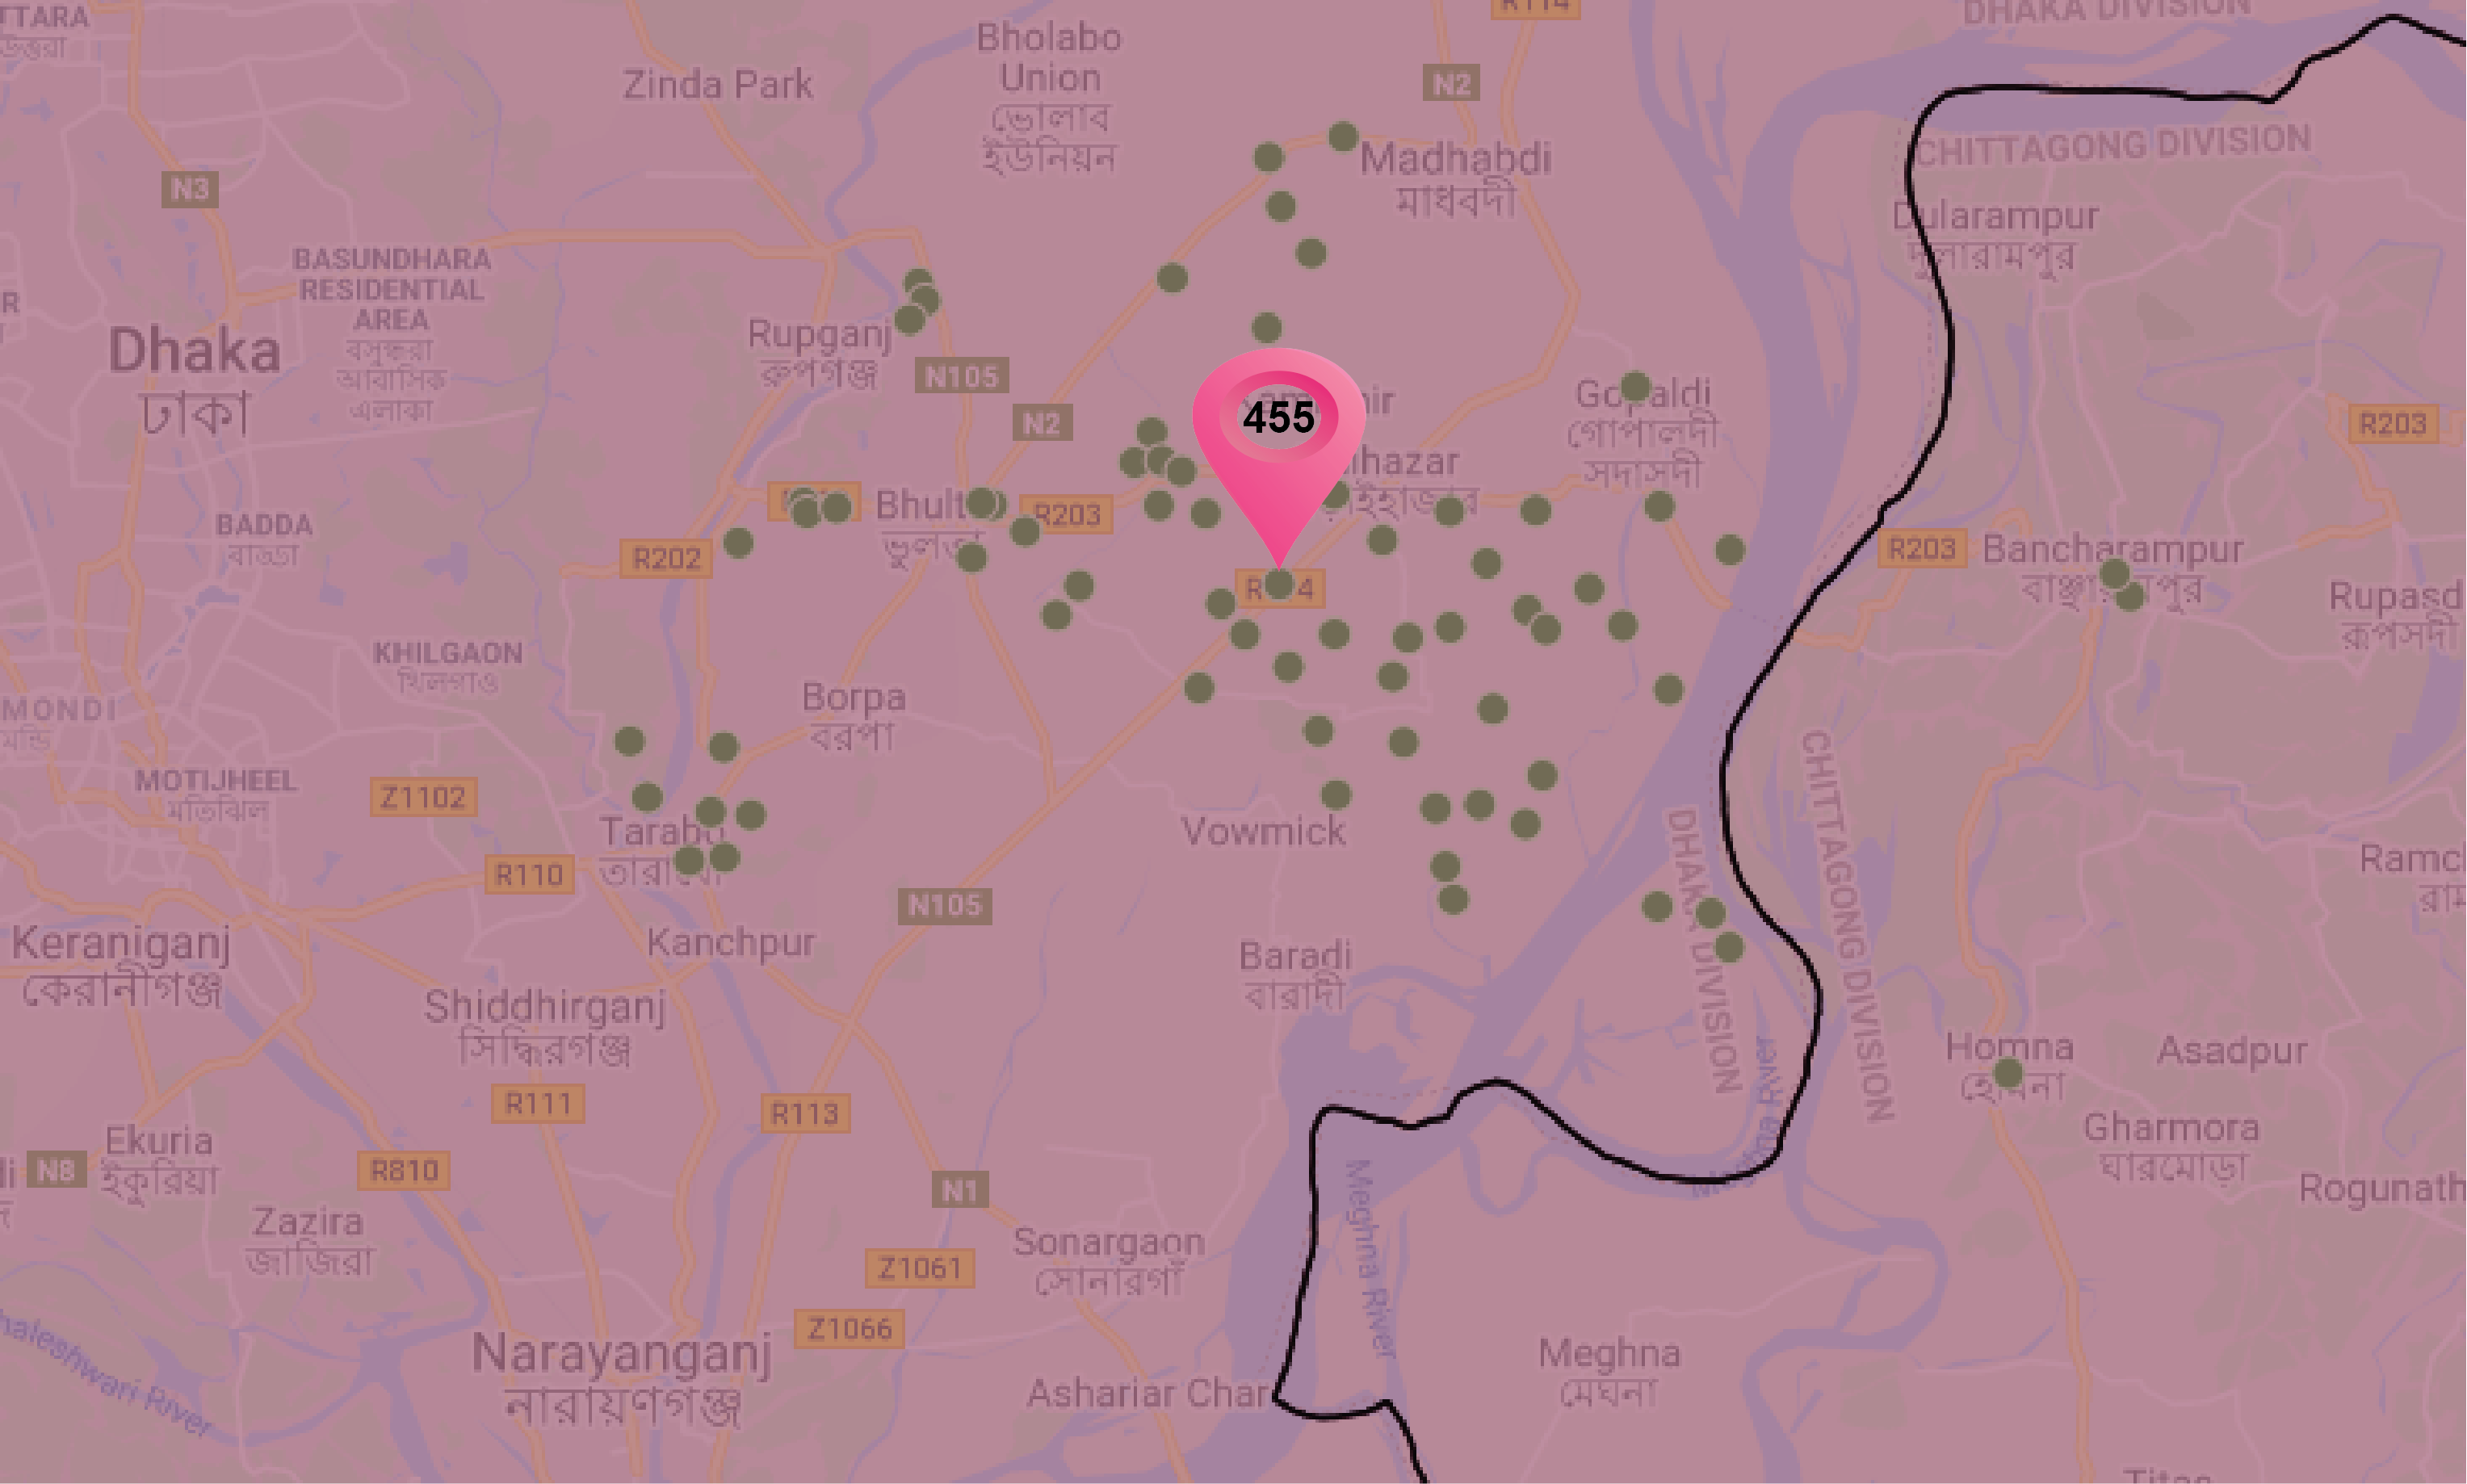 R114
DHAKA DIVISION
TTARA
উত্তরা
Bholabo
Union
ভোলাব
ইউনিয়ন
Zinda Park
N2
Madhabdi
মাধবদী
CHITTAGONG DIVISION
N3
Dularampur
দুলারামপুর
BASUNDHARA
RESIDENTIAL
AREA
বসুন্ধরা
আবাসিক
এলাকা
R
Dhaka
ঢাকা
Rupganj
রুপগঞ্জ
N105
N2
455
Gopaldi
গোপালদী
সদাসদী
R203
BADDA
বাড্ডা
Bhulta
ভুলতা
R203
R202
R203
Bancharampur
বাঞ্ছারামপুর
Rupasd
রূপসদী
KHILGAON
খিলগাও
MONDI
মন্ডি
Borpa
বরপা
MOTIJHEEL
মতিঝিল
Z1102
Tarabo
তারাবো
Vowmick
R110
N105
DHAKA DIVISION
CHITTAGONG DIVISION
Ramc
রাম
Keraniganj
কেরানীগঞ্জ
Kanchpur
Baradi
বারাদী
Shiddhirganj
সিদ্ধিরগঞ্জ
Homna
হোমনা
Asadpur
R111
R113
Ekuria
ইকুরিয়া
N8
R810
Gharmora
ঘারমোড়া
Meghna River
Meghna River
N1
Rogunath
Zazira
জাজিরা
Sonargaon
সোনারগাঁ
Z1061
Z1066
haleshwari River
Narayanganj
নারায়ণগঞ্জ
Ashariar Char
Meghna
মেঘনা
Titas